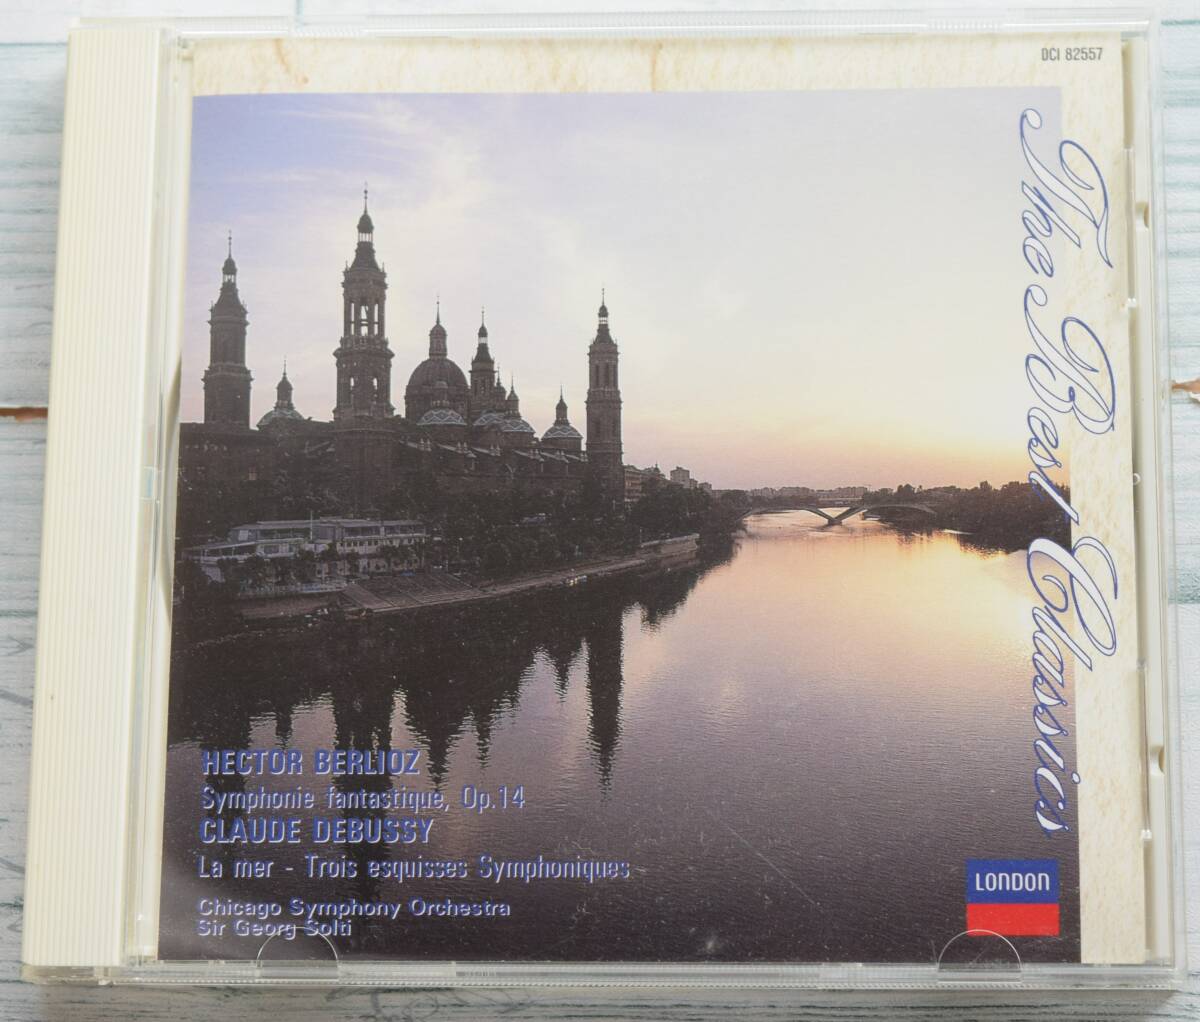 DCI 82557
The Best Classics
HECTOR BERLIOZ
Symphonie fantastique, Op.14
CLAUDE DEBUSSY
La mer - Trois esquisses Symphoniques
Chicago Symphony Orchestra
Sir Georg Solti
LONDON